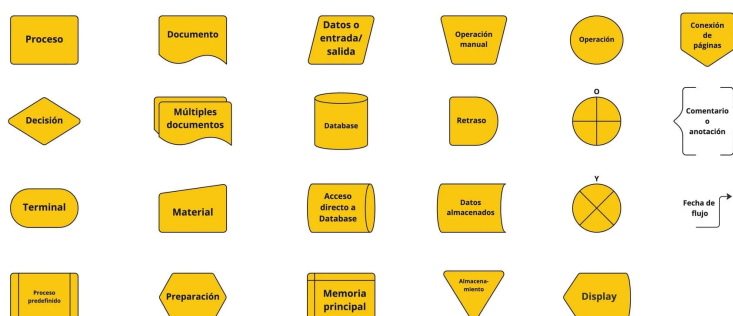 Proceso
Documento
Datos o
entrada/
salida
Operación
manual
Operación
Conexión
de
páginas
Decisión
Múltiples
documentos
Database
Retraso
O
Comentario
o
anotación
Terminal
Material
Acceso
directo a
Database
Datos
almacenados
Y
Fecha de
flujo
Proceso
predefinido
Preparación
Memoria
principal
Almacena-
miento
Display